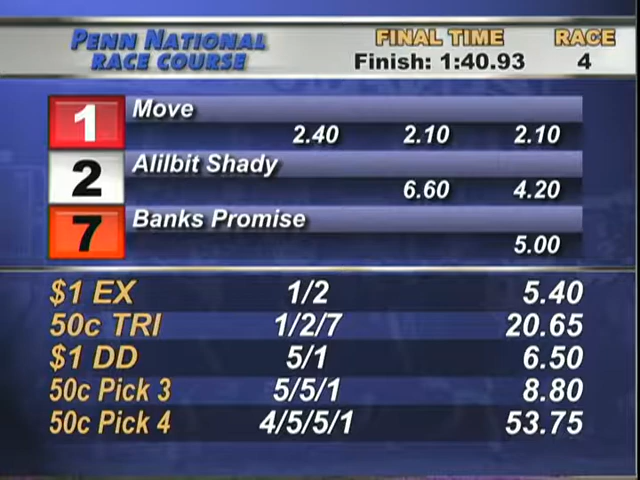 PENN NATIONAL RACE COURSE
FINAL TIME
Finish: 1:40.93
RACE
4
1 Move
2.40 2.10 2.10
2 Alilbit Shady
6.60 4.20
7 Banks Promise
5.00
$1 EX 1/2 5.40
50c TRI 1/2/7 20.65
$1 DD 5/1 6.50
50c Pick 3 5/5/1 8.80
50c Pick 4 4/5/5/1 53.75